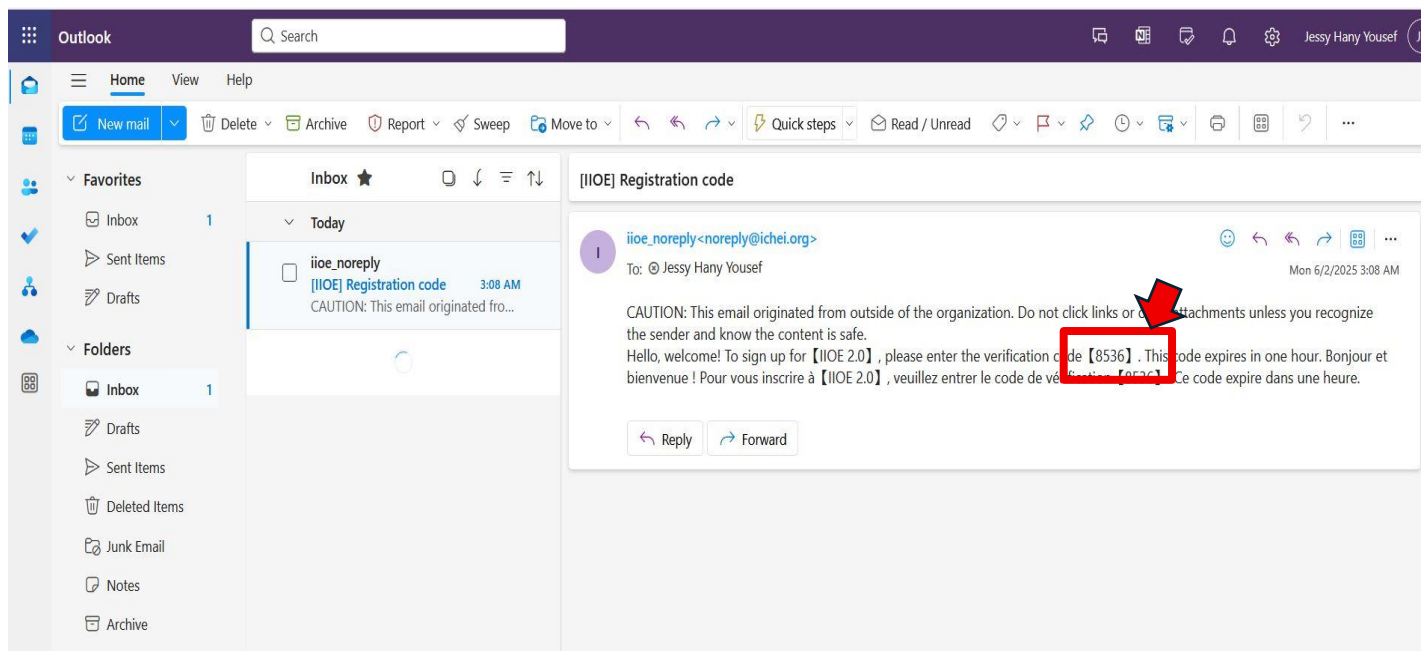 Outlook
Search
Jessy Hany Yousef
J
Home View Help
New mail Delete Archive Report Sweep Move to Quick steps Read / Unread
Favorites
Inbox 1
Sent Items
Drafts
Folders
Inbox 1
Drafts
Sent Items
Deleted Items
Junk Email
Notes
Archive
Inbox
Today
iioe_noreply
[IIOE] Registration code 3:08 AM
CAUTION: This email originated fro...
[IIOE] Registration code
I
iioe_noreply<noreply@ichei.org>
To: Jessy Hany Yousef
Mon 6/2/2025 3:08 AM
CAUTION: This email originated from outside of the organization. Do not click links or attachments unless you recognize
the sender and know the content is safe.
Hello, welcome! To sign up for【IIOE 2.0】, please enter the verification code【8536】. This code expires in one hour. Bonjour et
bienvenue ! Pour vous inscrire à【IIOE 2.0】, veuillez entrer le code de vérification【8536】. Ce code expire dans une heure.
Reply Forward